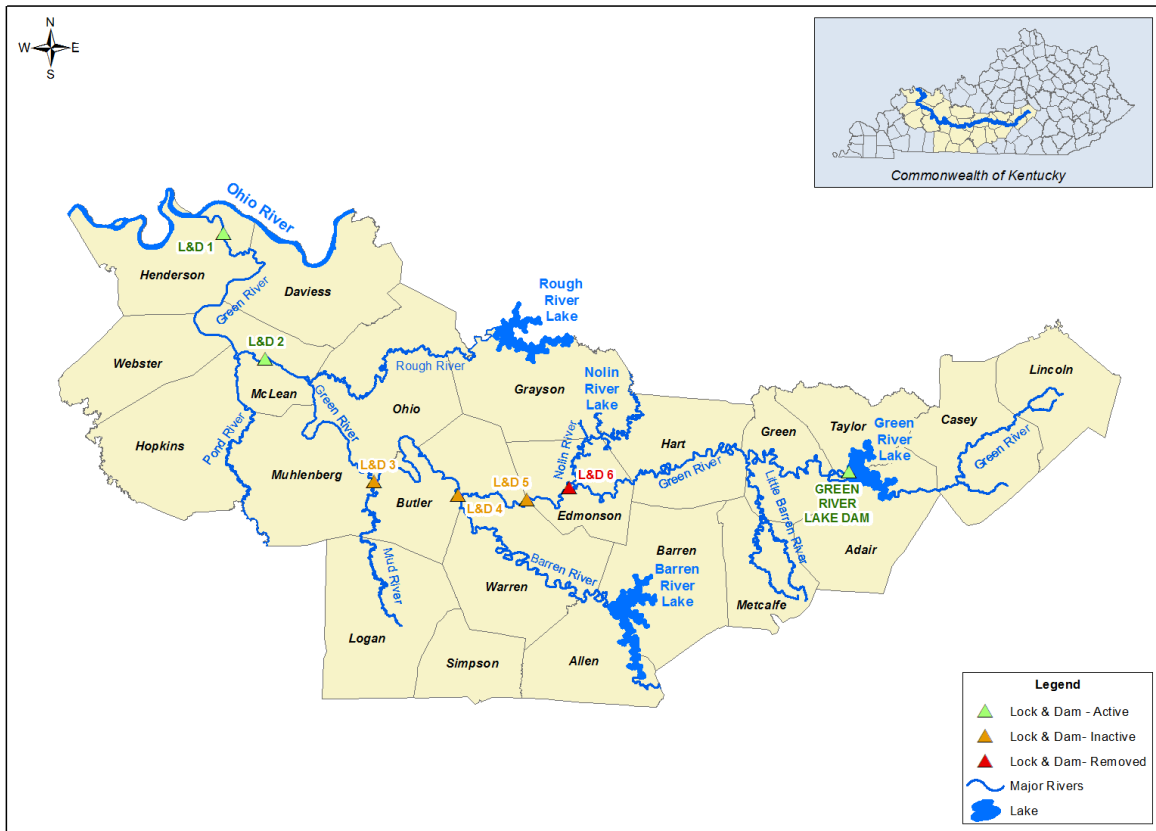 N
W E
S
Commonwealth of Kentucky
Ohio River
L&D 1
Henderson
Daviess
Green River
Rough
River
Lake
L&D 2
Webster
McLean
Rough River
Grayson
Nolin
River
Lake
Lincoln
Hopkins
Pond River
Green River
Ohio
Nolin River
Hart
Green
Taylor
Casey
Green
River
Lake
Green River
Muhlenberg
L&D 3
Butler
L&D 4
L&D 5
L&D 6
Edmonson
Green River
Little Barren River
GREEN
RIVER
LAKE DAM
Adair
Mud River
Warren
Barren River
Barren
Barren
River
Lake
Metcalfe
Logan
Simpson
Allen
Legend
Lock & Dam - Active
Lock & Dam- Inactive
Lock & Dam- Removed
Major Rivers
Lake